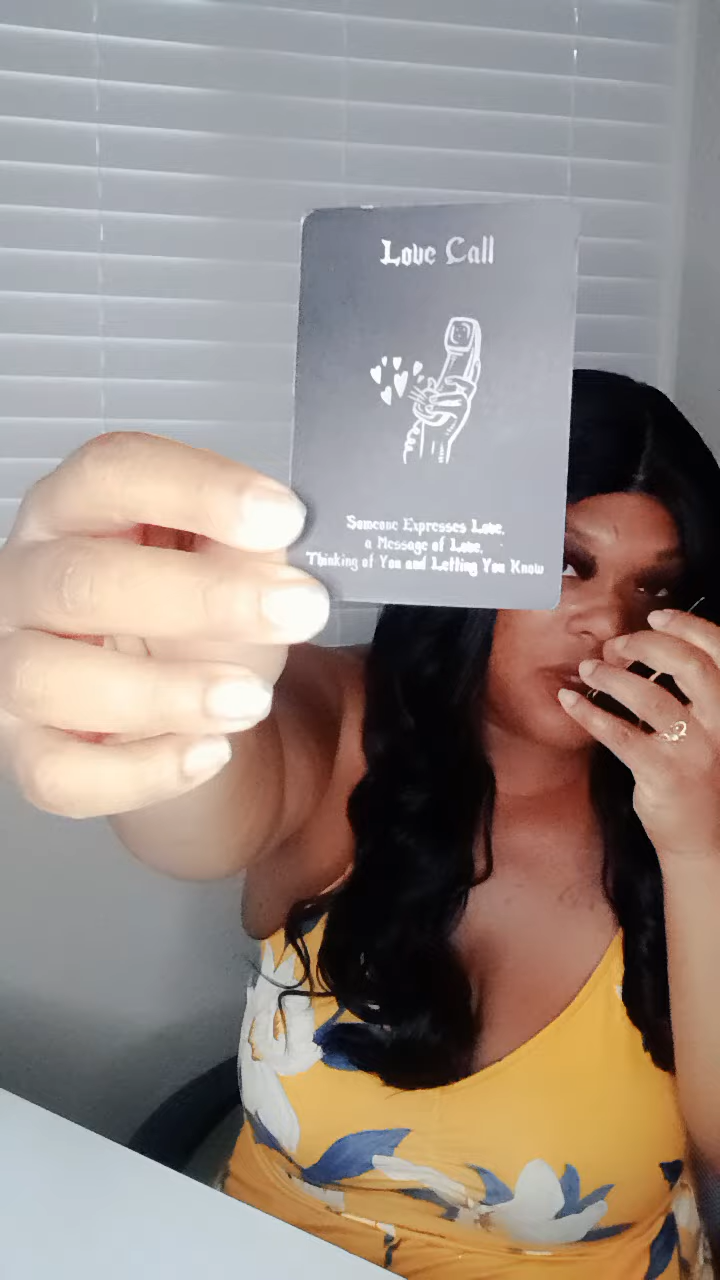 Love Call
Someone Expresses Love,
a Message of Love,
Thinking of You and Letting You Know